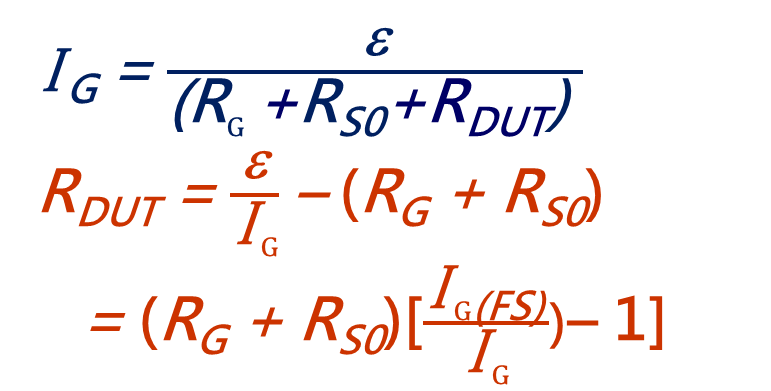 I_G = ε / (R_G + R_S0 + R_DUT)
R_DUT = ε / I_G − (R_G + R_S0)
= (R_G + R_S0)[I_G(FS) / I_G) − 1]